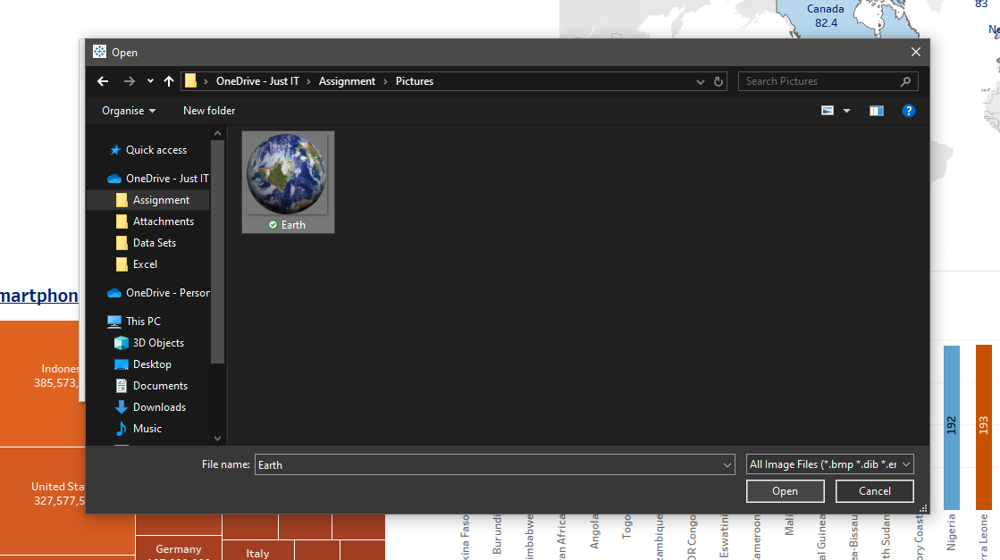 Canada
82.4
83
Ne
Open
OneDrive - Just IT
Assignment
Pictures
Search Pictures
Organise
New folder
?
Quick access
OneDrive - Just IT
Assignment
Attachments
Data Sets
Excel
OneDrive - Person
This PC
3D Objects
Desktop
Documents
Downloads
Music
Earth
martphon
Indones
385,573,
United Sta
327,577,5
File name:
Earth
All Image Files (*.bmp *.dib *.er
Open
Cancel
192
193
Germany
Italy
kina Faso
Burundi
imbabwe
an Africa
Angola
Togo
zambique
DR Congo
Eswatini
ameroon
Mali
al Guinea
ea-Bissau
th Sudan
ory Coast
Nigeria
rra Leone